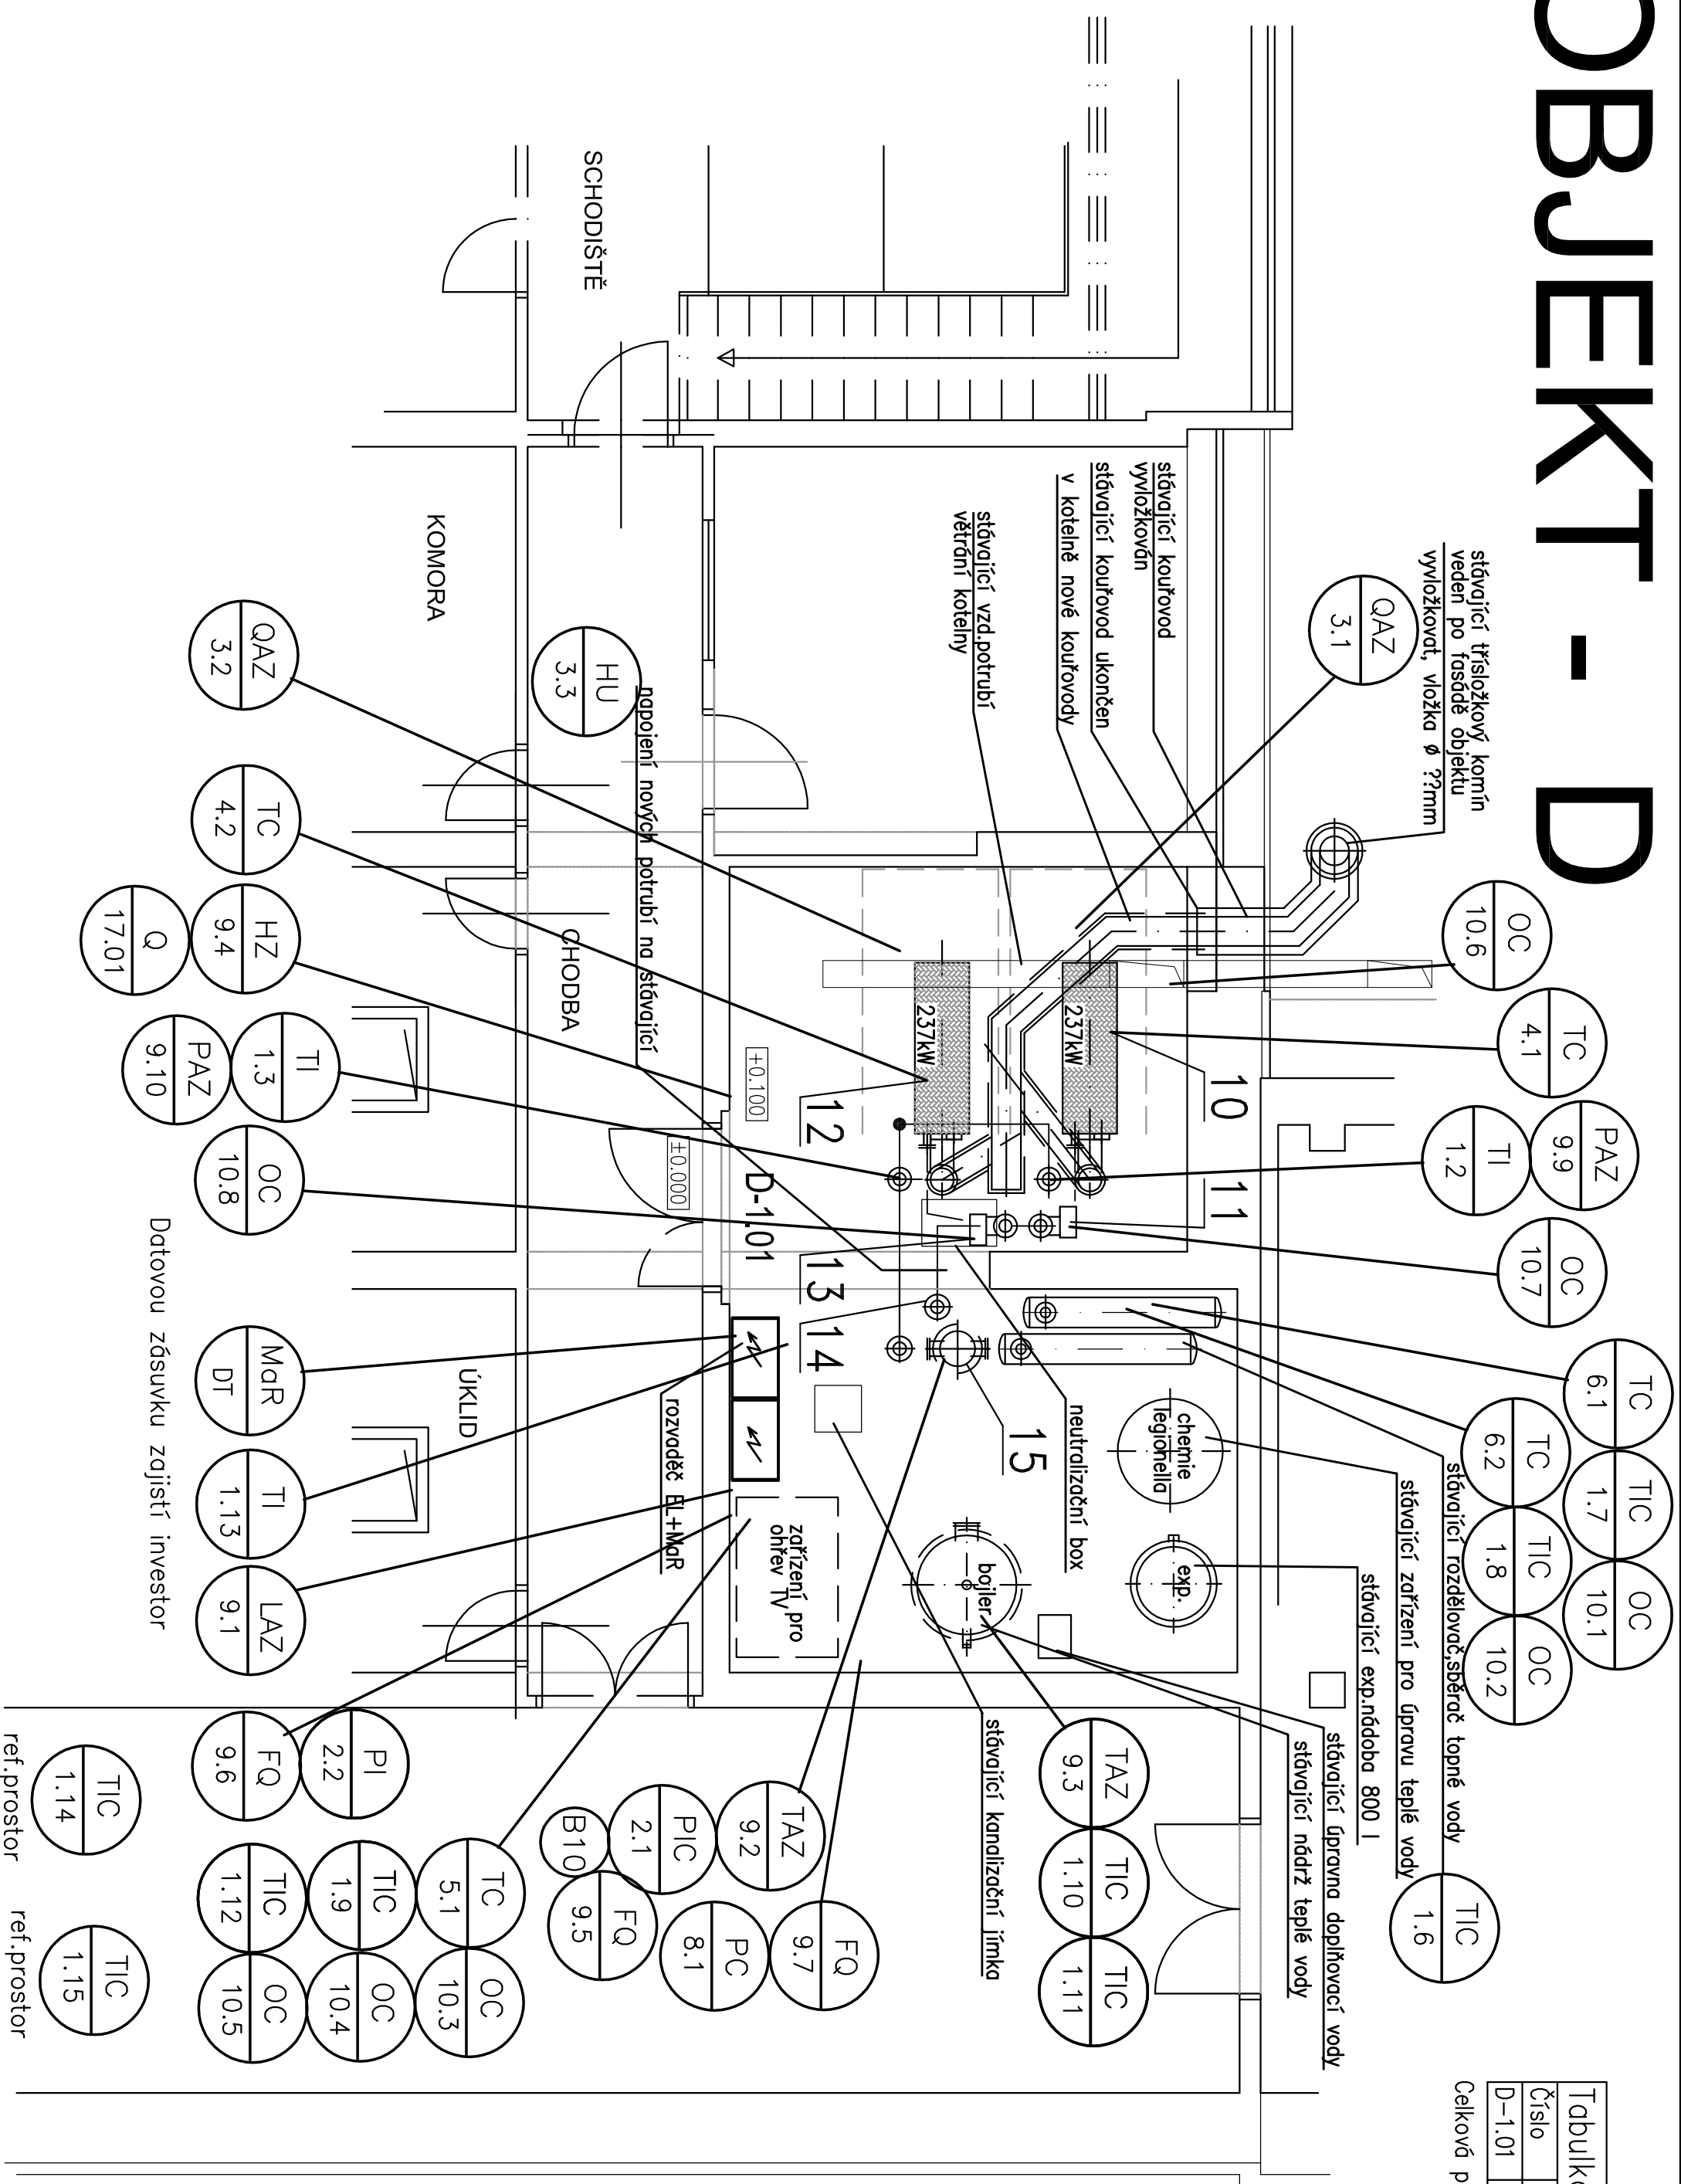 OBJEKT - D
stávající třísložkový komín
veden po fasádě objektu
vyvložkovat, vložka ø ??mm
QAZ
3.1
stávající kouřovod
vyvložkován
stávající kouřovod ukončen
v kotelně nové kouřovody
stávající vzd.potrubí
větrání kotelny
SCHODIŠTĚ
KOMORA
HU
3.3
napojení nových potrubí na stávající
QAZ
3.2
TC
4.2
HZ
9.4
Q
17.01
TI
1.3
PAZ
9.10
OC
10.8
CHODBA
237kW
237kW
10
11
12
13
14
15
+0.100
±0.000
D-1.01
OC
10.6
TC
4.1
PAZ
9.9
TI
1.2
OC
10.7
TC
6.1
TIC
1.7
OC
10.1
TC
6.2
TIC
1.8
OC
10.2
stávající rozdělovač,sběrač topné vody
stávající zařízení pro úpravu teplé vody
stávající exp.nádoba 800 l
stávající úpravna doplňovací vody
stávající nádrž teplé vody
neutralizační box
chemie
legionella
exp.
bojler
zařízení pro
ohřev TV
rozvaděč EL+MaR
stávající kanalizační jímka
ÚKLID
MaR
DT
TI
1.13
LAZ
9.1
Datovou zásuvku zajistí investor
TIC
1.6
TAZ
9.3
TIC
1.10
TIC
1.11
TAZ
9.2
PIC
2.1
B10
FQ
9.7
PC
8.1
FQ
9.5
PI
2.2
FQ
9.6
TC
5.1
TIC
1.9
TIC
1.12
OC
10.3
OC
10.4
OC
10.5
TIC
1.14
ref.prostor
TIC
1.15
ref.prostor
Číslo
D-1.01
Celková p